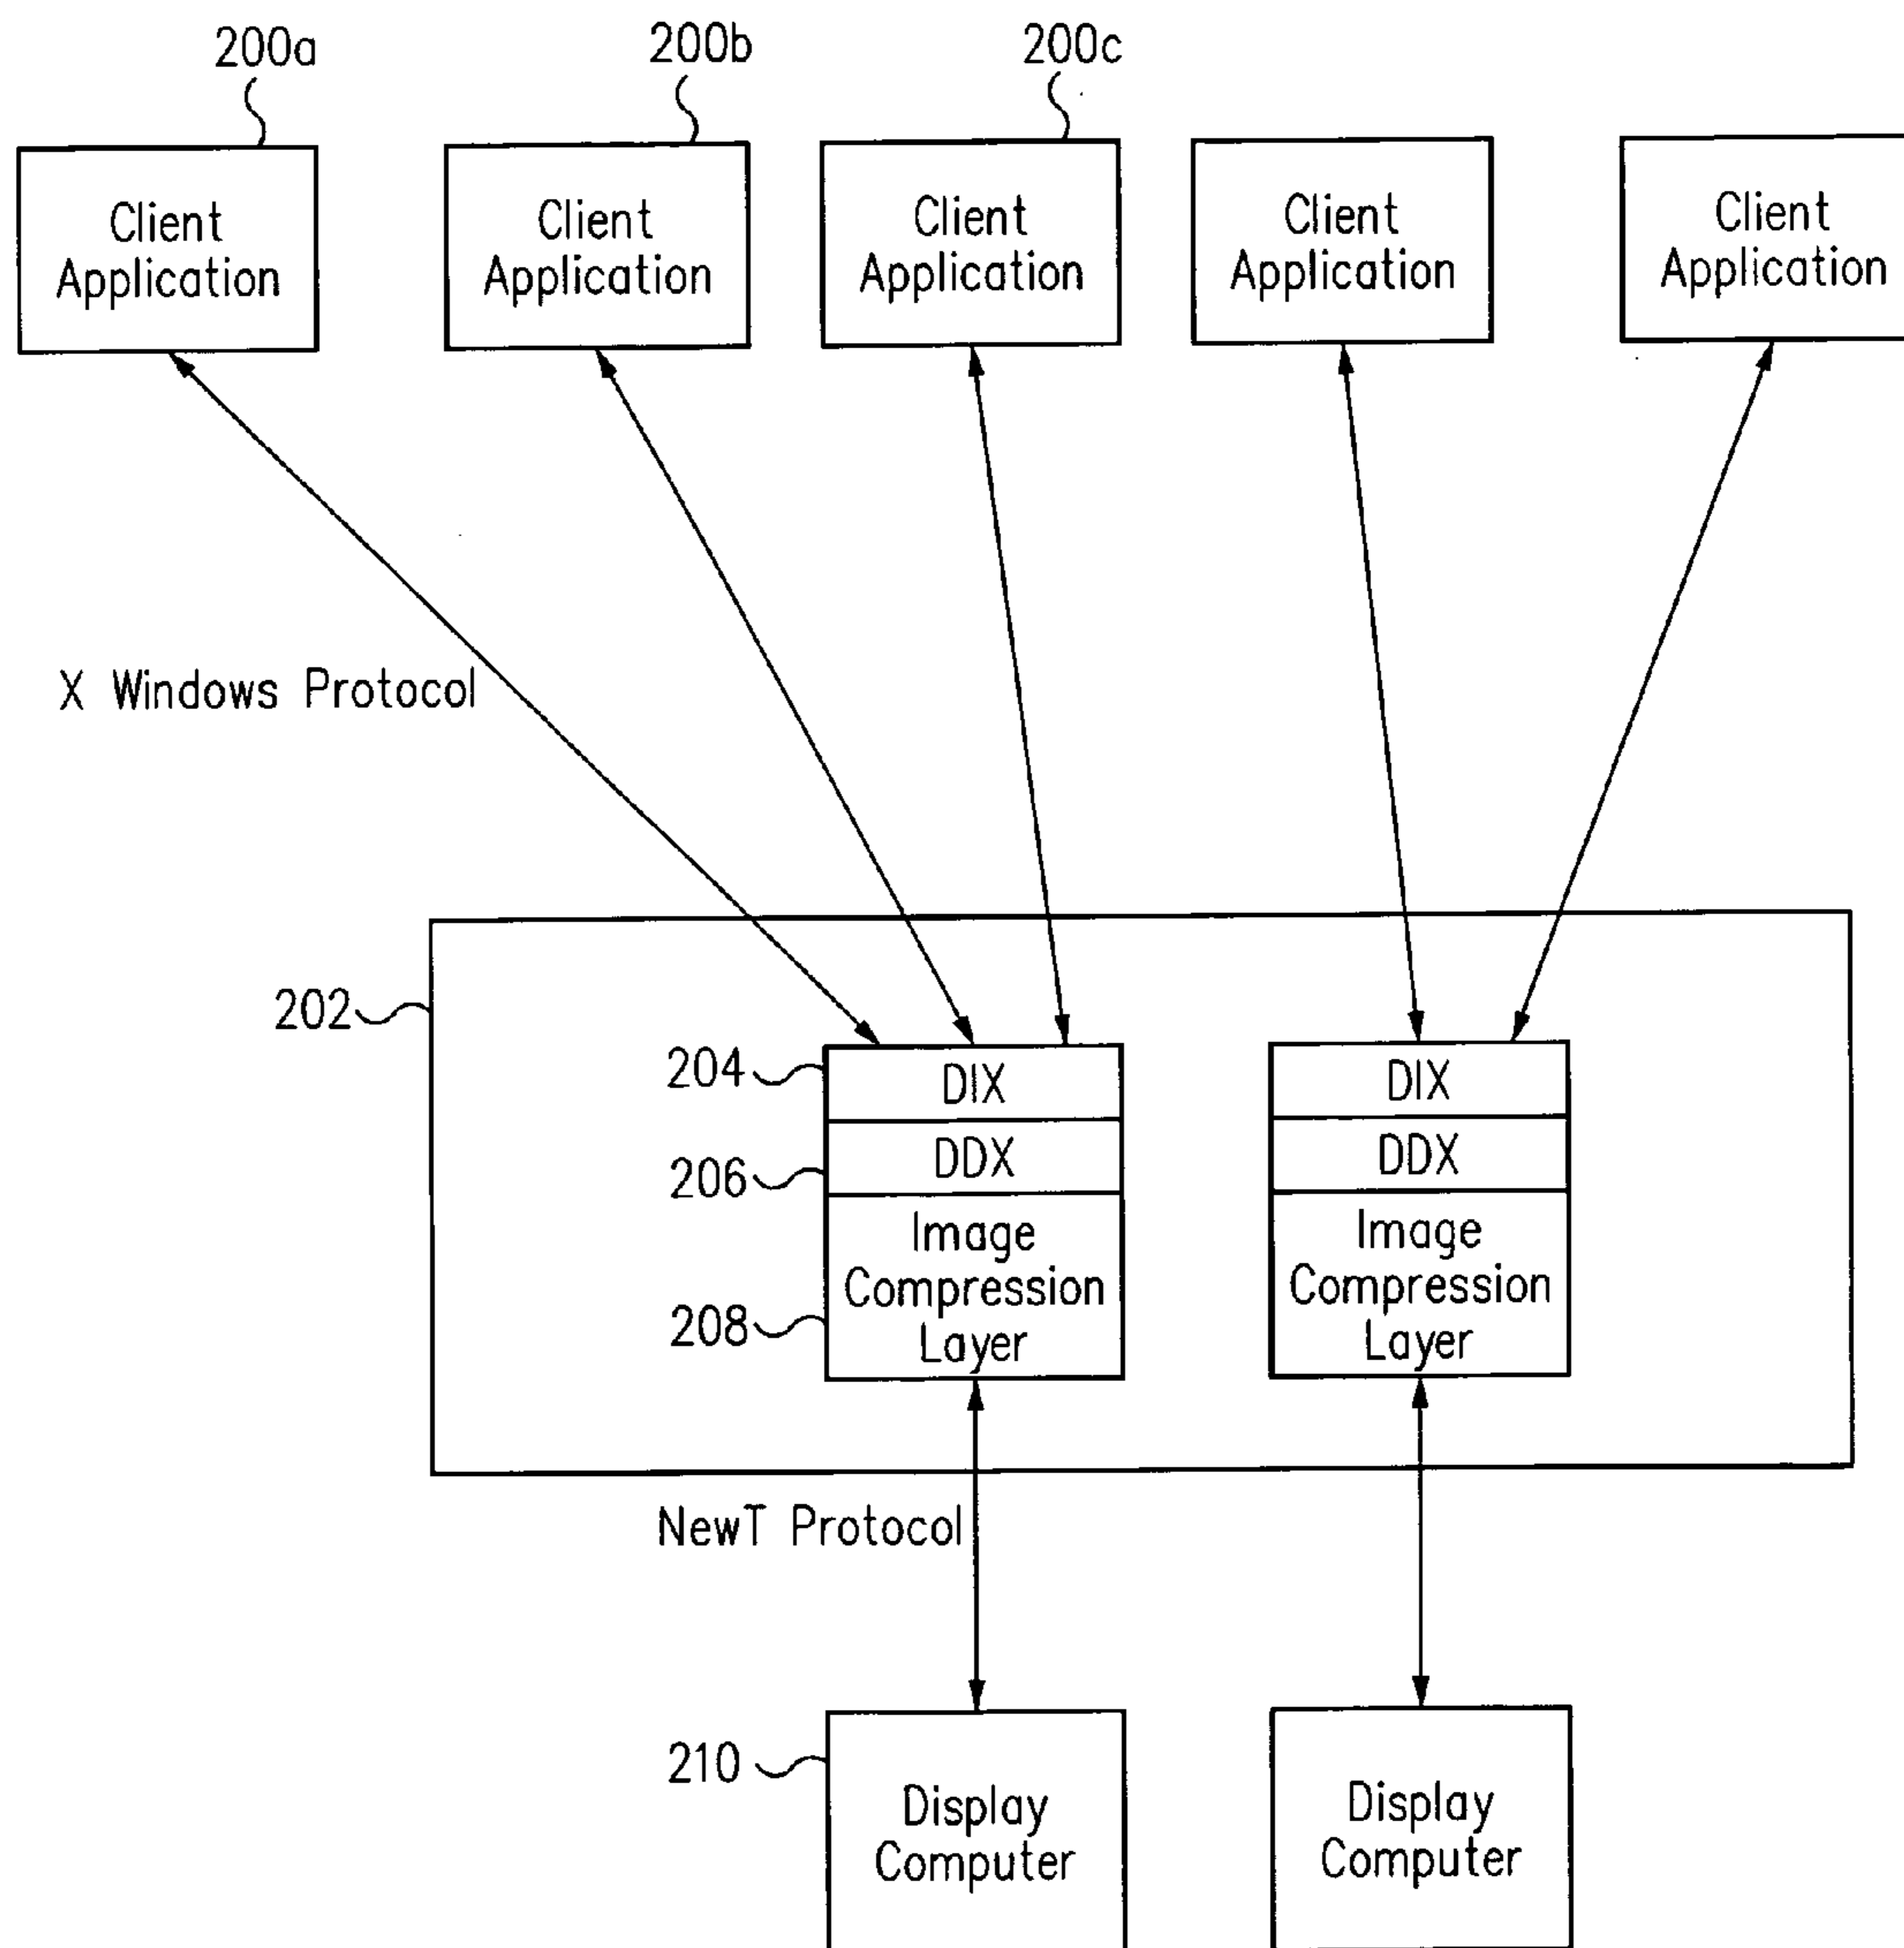 200a
200b
200c
Client
Application
Client
Application
Client
Application
Client
Application
Client
Application
X Windows Protocol
202
204
DIX
DIX
206
DDX
DDX
208
Image
Compression
Layer
Image
Compression
Layer
NewT Protocol
210
Display
Computer
Display
Computer